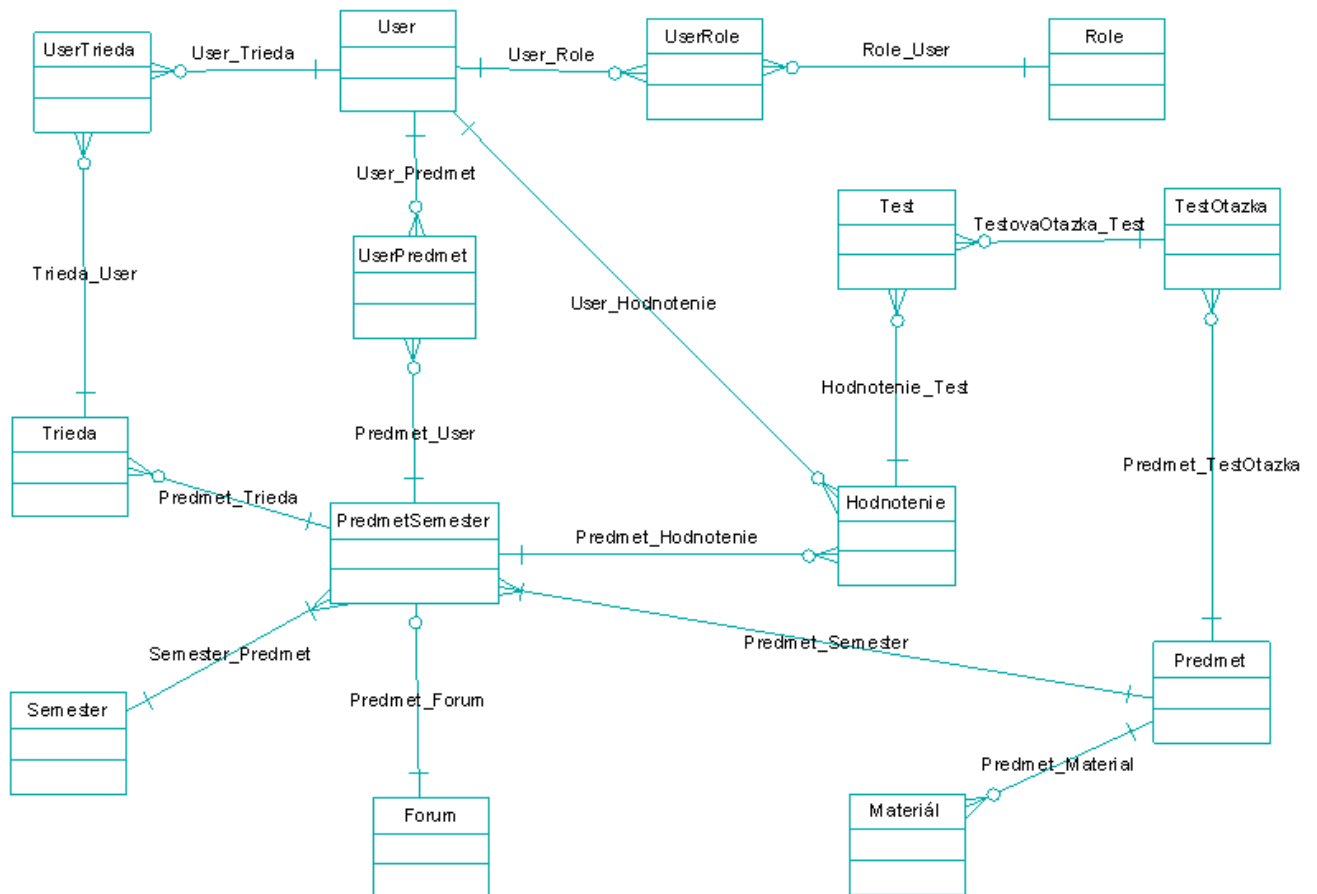 User
UserTrieda
User_Trieda
User_Role
UserRole
Role_User
Role
User_Predmet
Test
TestovaOtazka_Test
TestOtazka
UserPredmet
Trieda_User
User_Hodnotenie
Hodnotenie_Test
Trieda
Predmet_User
Predmet_TestOtazka
Predmet_Trieda
PredmetSemester
Predmet_Hodnotenie
Hodnotenie
Semester_Predmet
Predmet_Semester
Predmet
Semester
Predmet_Forum
Predmet_Material
Forum
Materiál